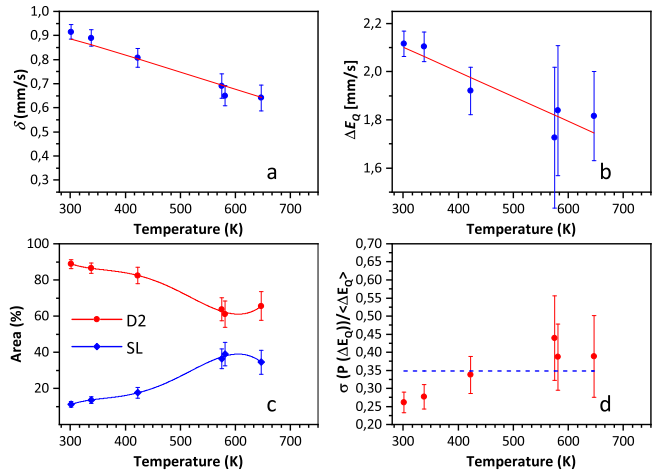 1,0
0,9
0,8
0,7
0,6
0,5
0,4
0,3
δ (mm/s)
a
300 400 500 600 700
Temperature (K)
2,2
2,0
1,8
1,6
ΔE_Q [mm/s]
b
300 400 500 600 700
Temperature (K)
100
80
60
40
20
0
Area (%)
D2
SL
c
300 400 500 600 700
Temperature (K)
0,70
0,65
0,60
0,55
0,50
0,45
0,40
0,35
0,30
0,25
0,20
σ (P (ΔE_Q))/<ΔE_Q>
d
300 400 500 600 700
Temperature (K)